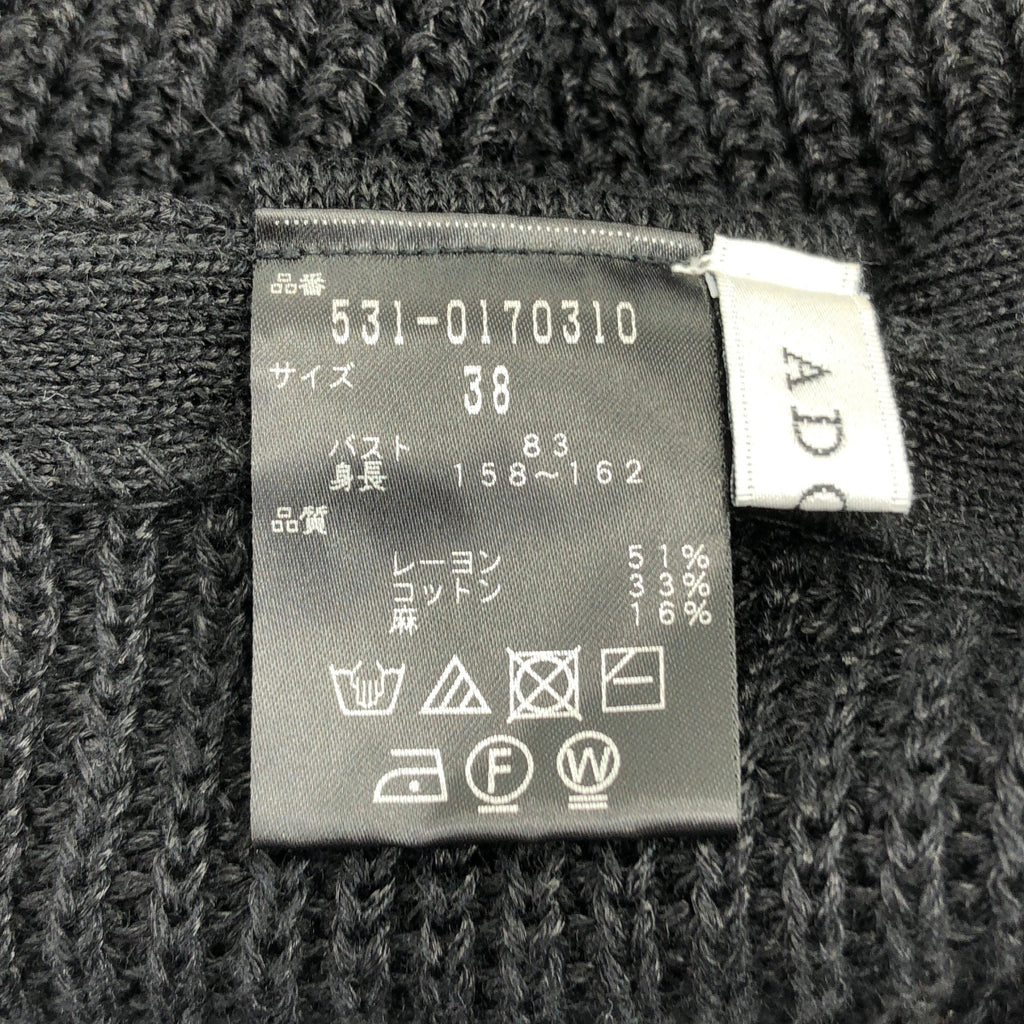 品番
531-0170310
サイズ 38
バスト 83
身長 158~162
品質
レーヨン 51%
コットン 33%
麻 16%
F W
AD